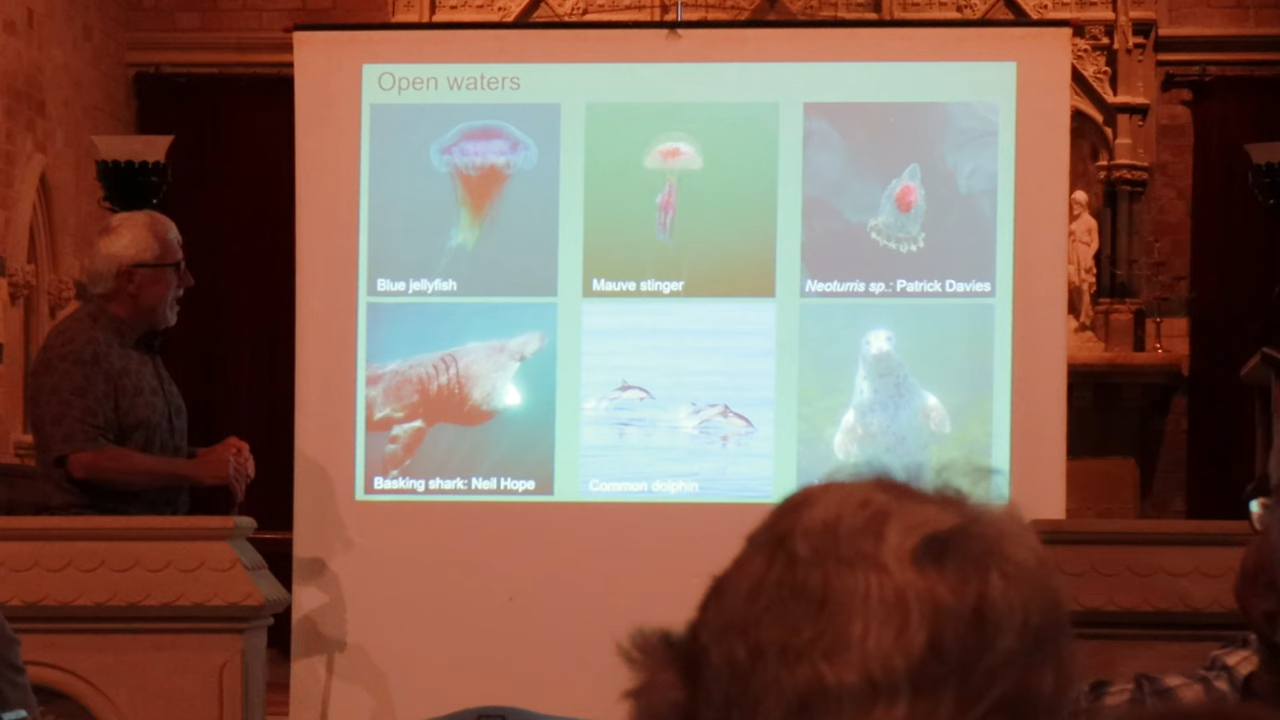 Open waters
Blue jellyfish
Mauve stinger
Neoturris sp.: Patrick Davies
Basking shark: Neil Hope
Common dolphin